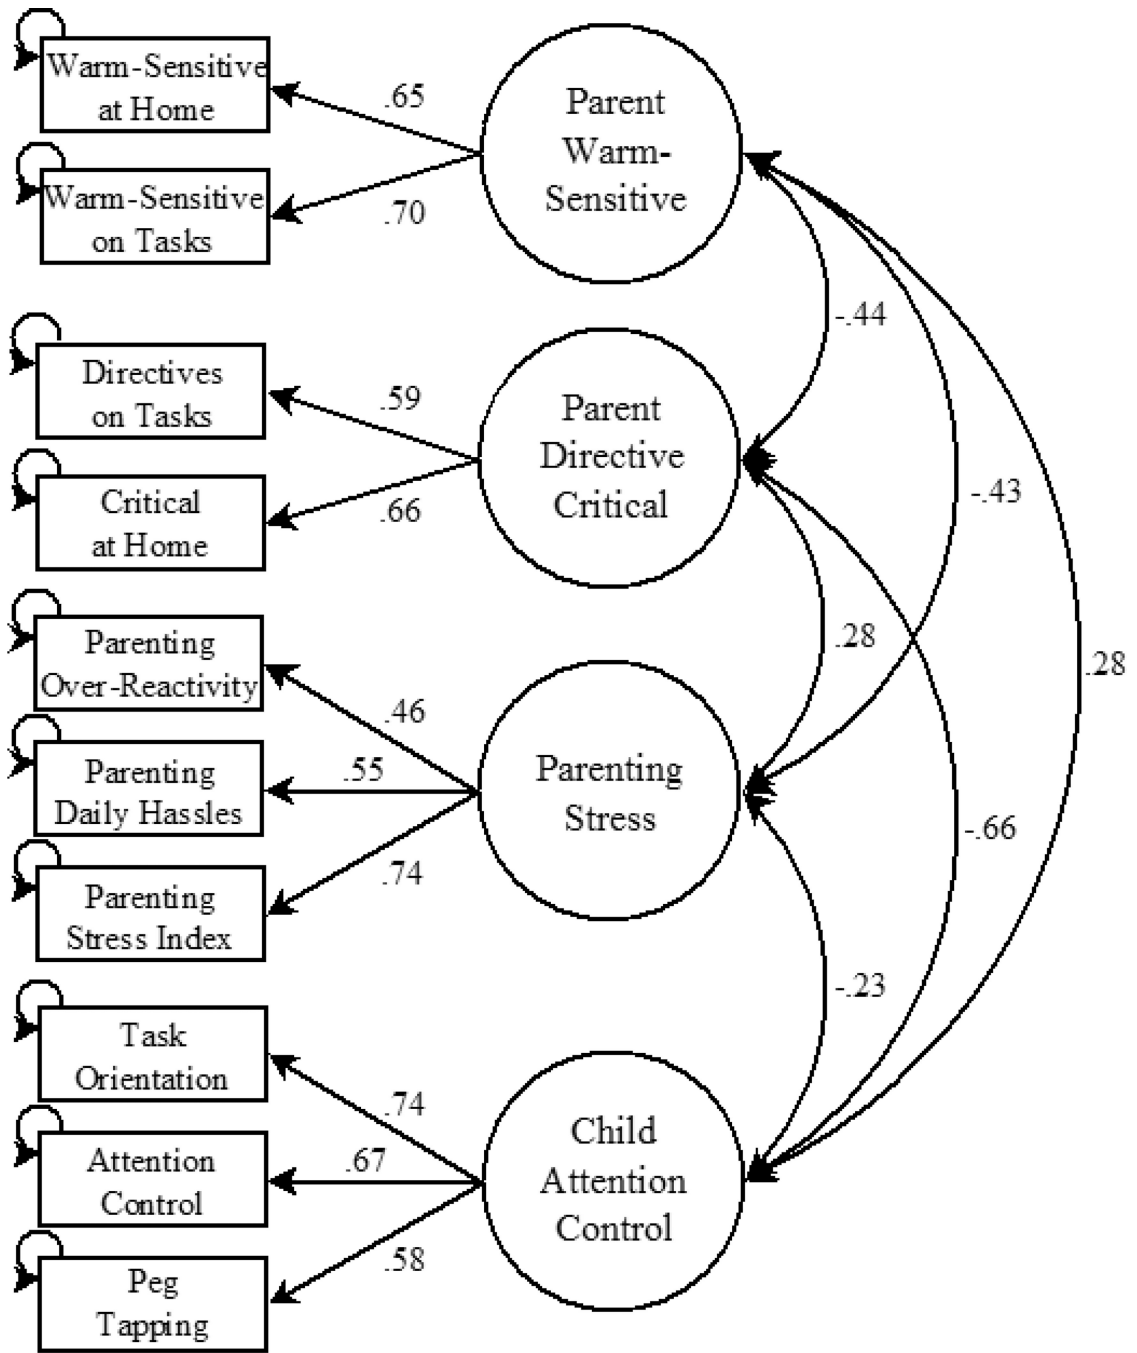 Warm-Sensitive
at Home
.65
Parent
Warm-
Sensitive
Warm-Sensitive
on Tasks
.70
-.44
Directives
on Tasks
.59
Parent
Directive
Critical
Critical
at Home
.66
-.43
Parenting
Over-Reactivity
.46
.28
.28
Parenting
Daily Hassles
.55
Parenting
Stress
Parenting
Stress Index
.74
-.66
-.23
Task
Orientation
.74
Child
Attention
Control
Attention
Control
.67
Peg
Tapping
.58